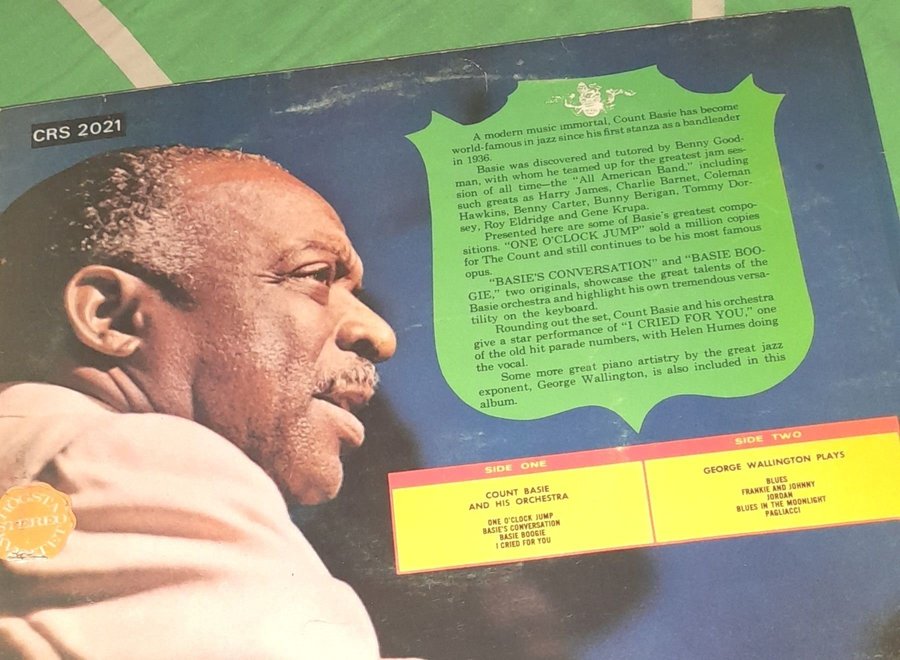 CRS 2021
A modern music immortal, Count Basie has become
world-famous in jazz since his first stanza as a bandleader
in 1936.
Basie was discovered and tutored by Benny Good-
man, with whom he teamed up for the greatest jam ses-
sion of all time—the "All American Band," including
such greats as Harry James, Charlie Barnet, Coleman
Hawkins, Benny Carter, Bunny Berigan, Tommy Dor-
sey, Roy Eldridge and Gene Krupa.
Presented here are some of Basie's greatest compo-
sitions. "ONE O'CLOCK JUMP" sold a million copies
for The Count and still continues to be his most famous
opus.
"BASIE'S CONVERSATION" and "BASIE BOO-
GIE," two originals, showcase the great talents of the
Basie orchestra and highlight his own tremendous versa-
tility on the keyboard.
Rounding out the set, Count Basie and his orchestra
give a star performance of "I CRIED FOR YOU," one
of the old hit parade numbers, with Helen Humes doing
the vocal.
Some more great piano artistry by the great jazz
exponent, George Wallington, is also included in this
album.
SIDE ONE
COUNT BASIE
AND HIS ORCHESTRA
ONE O'CLOCK JUMP
BASIE'S CONVERSATION
BASIE BOOGIE
I CRIED FOR YOU
SIDE TWO
GEORGE WALLINGTON PLAYS
BLUES
FRANKIE AND JOHNNY
JORDAN
BLUES IN THE MOONLIGHT
PAGLIACCI
STEREO